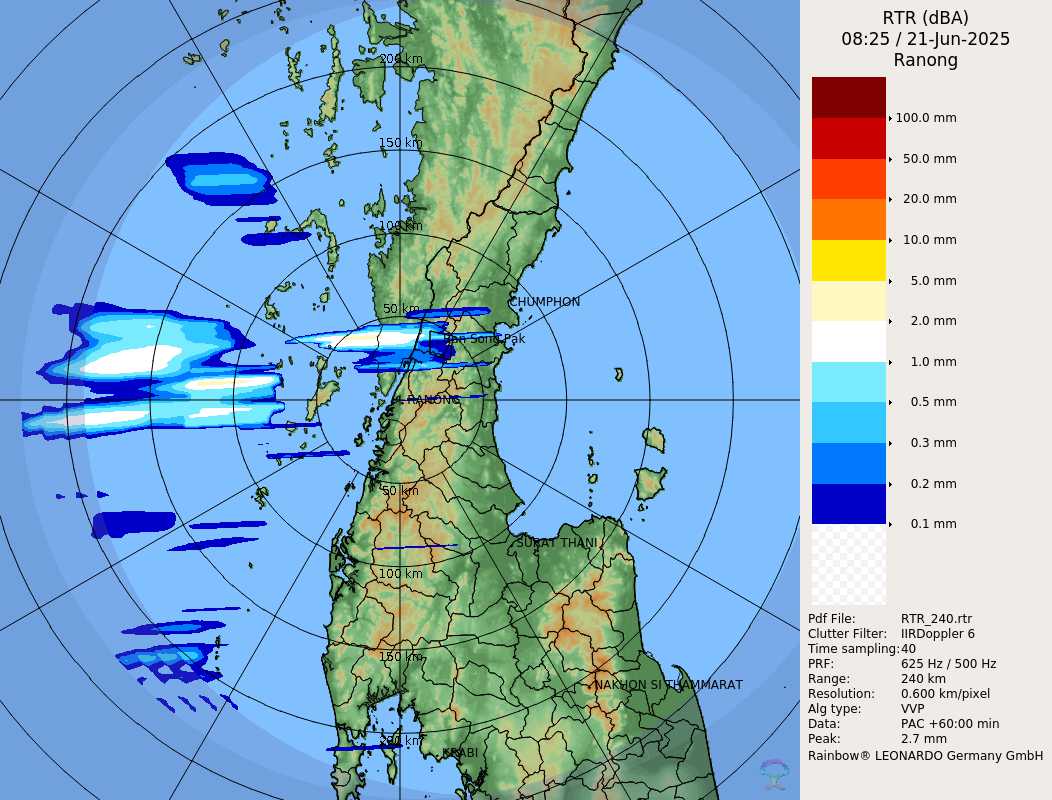 RTR (dBA)
08:25 / 21-Jun-2025
Ranong
100.0 mm
50.0 mm
20.0 mm
10.0 mm
5.0 mm
2.0 mm
1.0 mm
0.5 mm
0.3 mm
0.2 mm
0.1 mm
Pdf File: RTR_240.rtr
Clutter Filter: IIRDoppler 6
Time sampling:40
PRF: 625 Hz / 500 Hz
Range: 240 km
Resolution: 0.600 km/pixel
Alg type: VVP
Data: PAC +60:00 min
Peak: 2.7 mm
Rainbow® LEONARDO Germany GmbH
200 km
150 km
100 km
50 km
CHUMPHON
Ban Song Pak
RANONG
50 km
SURAT THANI
100 km
150 km
NAKHON SI THAMMARAT
200 km
KRABI